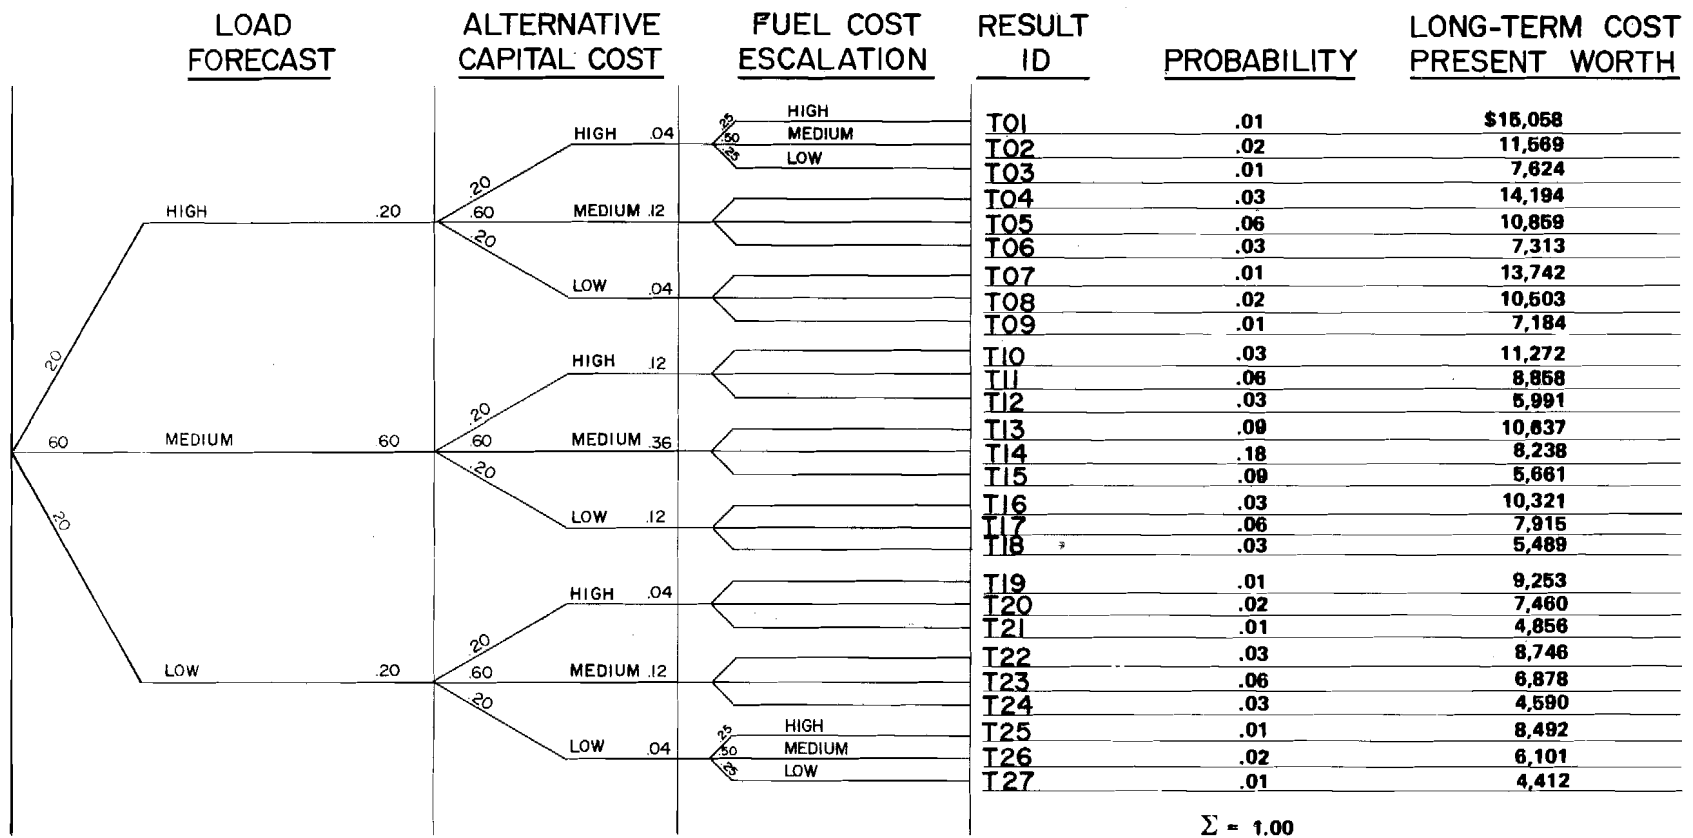 LOAD FORECAST
ALTERNATIVE CAPITAL COST
FUEL COST ESCALATION
RESULT ID
PROBABILITY
LONG-TERM COST PRESENT WORTH
HIGH
.25
MEDIUM
.50
LOW
.25
HIGH .04
.20
MEDIUM .12
.60
LOW .04
.20
HIGH .20
.20
HIGH .12
.20
MEDIUM .36
.60
LOW .12
.20
MEDIUM .60
60
HIGH .04
.20
MEDIUM .12
.60
LOW .04
.20
LOW .20
.20
HIGH
.25
MEDIUM
.50
LOW
.25
T01 .01 $15,058
T02 .02 11,569
T03 .01 7,624
T04 .03 14,194
T05 .06 10,859
T06 .03 7,313
T07 .01 13,742
T08 .02 10,503
T09 .01 7,184
T10 .03 11,272
T11 .06 8,858
T12 .03 5,991
T13 .09 10,637
T14 .18 8,238
T15 .09 5,661
T16 .03 10,321
T17 .06 7,915
T18 .03 5,489
T19 .01 9,253
T20 .02 7,460
T21 .01 4,856
T22 .03 8,746
T23 .06 6,878
T24 .03 4,590
T25 .01 8,492
T26 .02 6,101
T27 .01 4,412
Σ = 1.00